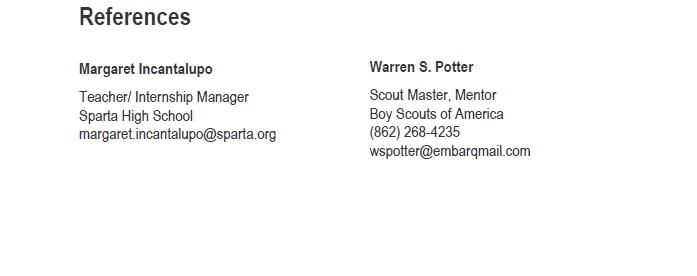 References
Margaret Incantalupo
Teacher/ Internship Manager
Sparta High School
margaret.incantalupo@sparta.org
Warren S. Potter
Scout Master, Mentor
Boy Scouts of America
(862) 268-4235
wspotter@embarqmail.com